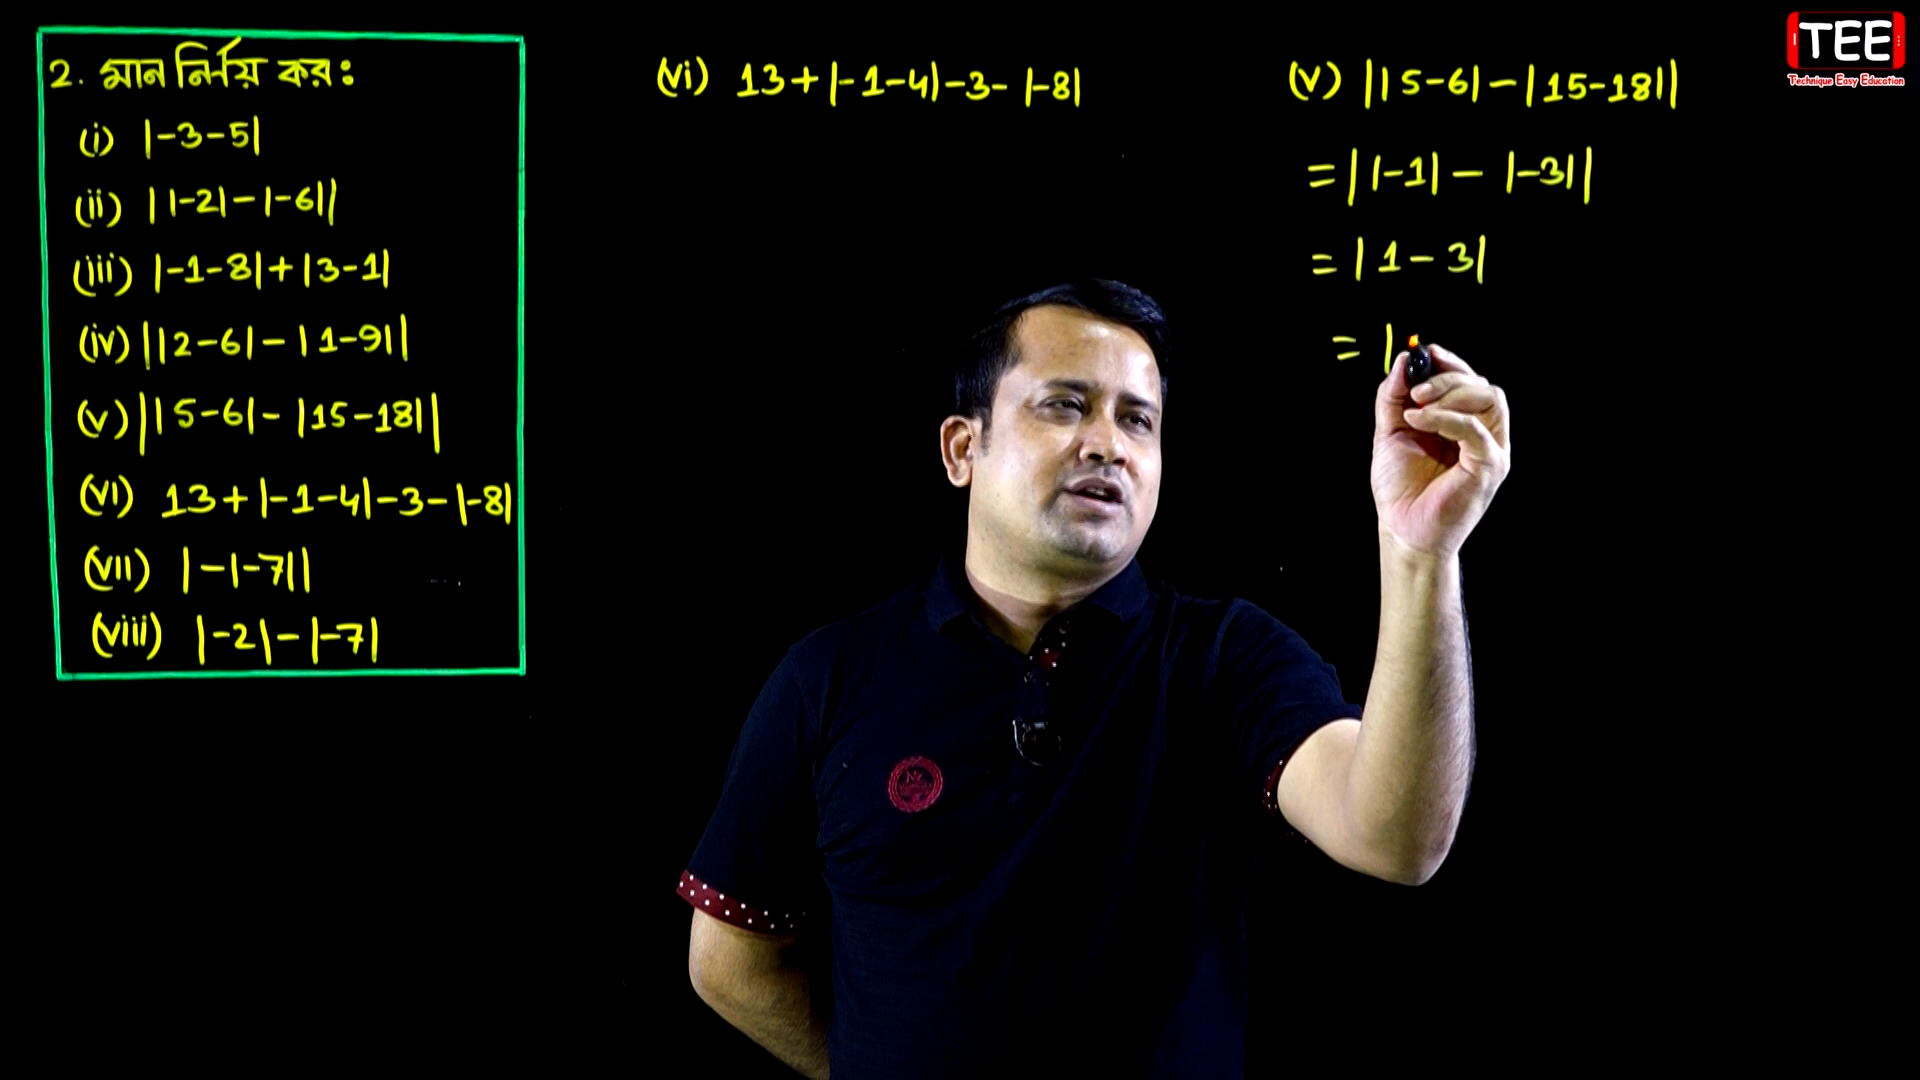 2. মান নির্ণয় কর:
(i) |-3-5|
(ii) ||-2|-|-6||
(iii) |-1-8|+|3-1|
(iv) ||2-6|-|1-9||
(v) ||5-6|-|15-18||
(vi) 13+|-1-4|-3-|-8|
(vii) |-|-7||
(viii) |-2|-|-7|
(vi) 13+|-1-4|-3-|-8|
(v) ||5-6|-|15-18||
=||-1|-|-3||
=|1-3|
=|
TEE
Technique Easy Education